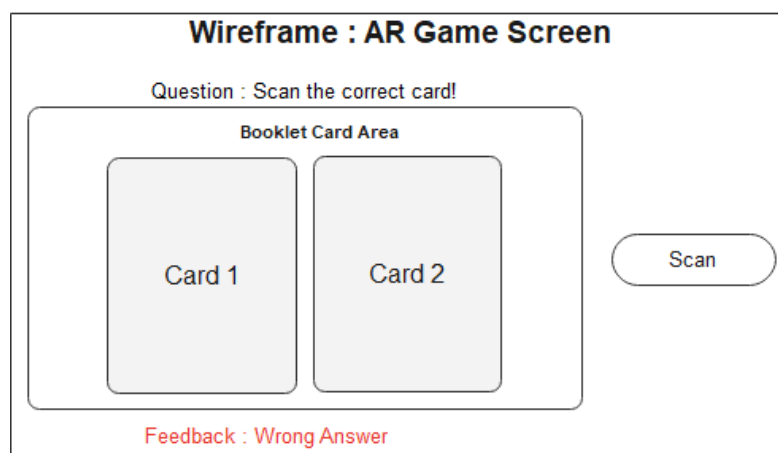 Wireframe : AR Game Screen
Question : Scan the correct card!
Booklet Card Area
Card 1
Card 2
Scan
Feedback : Wrong Answer